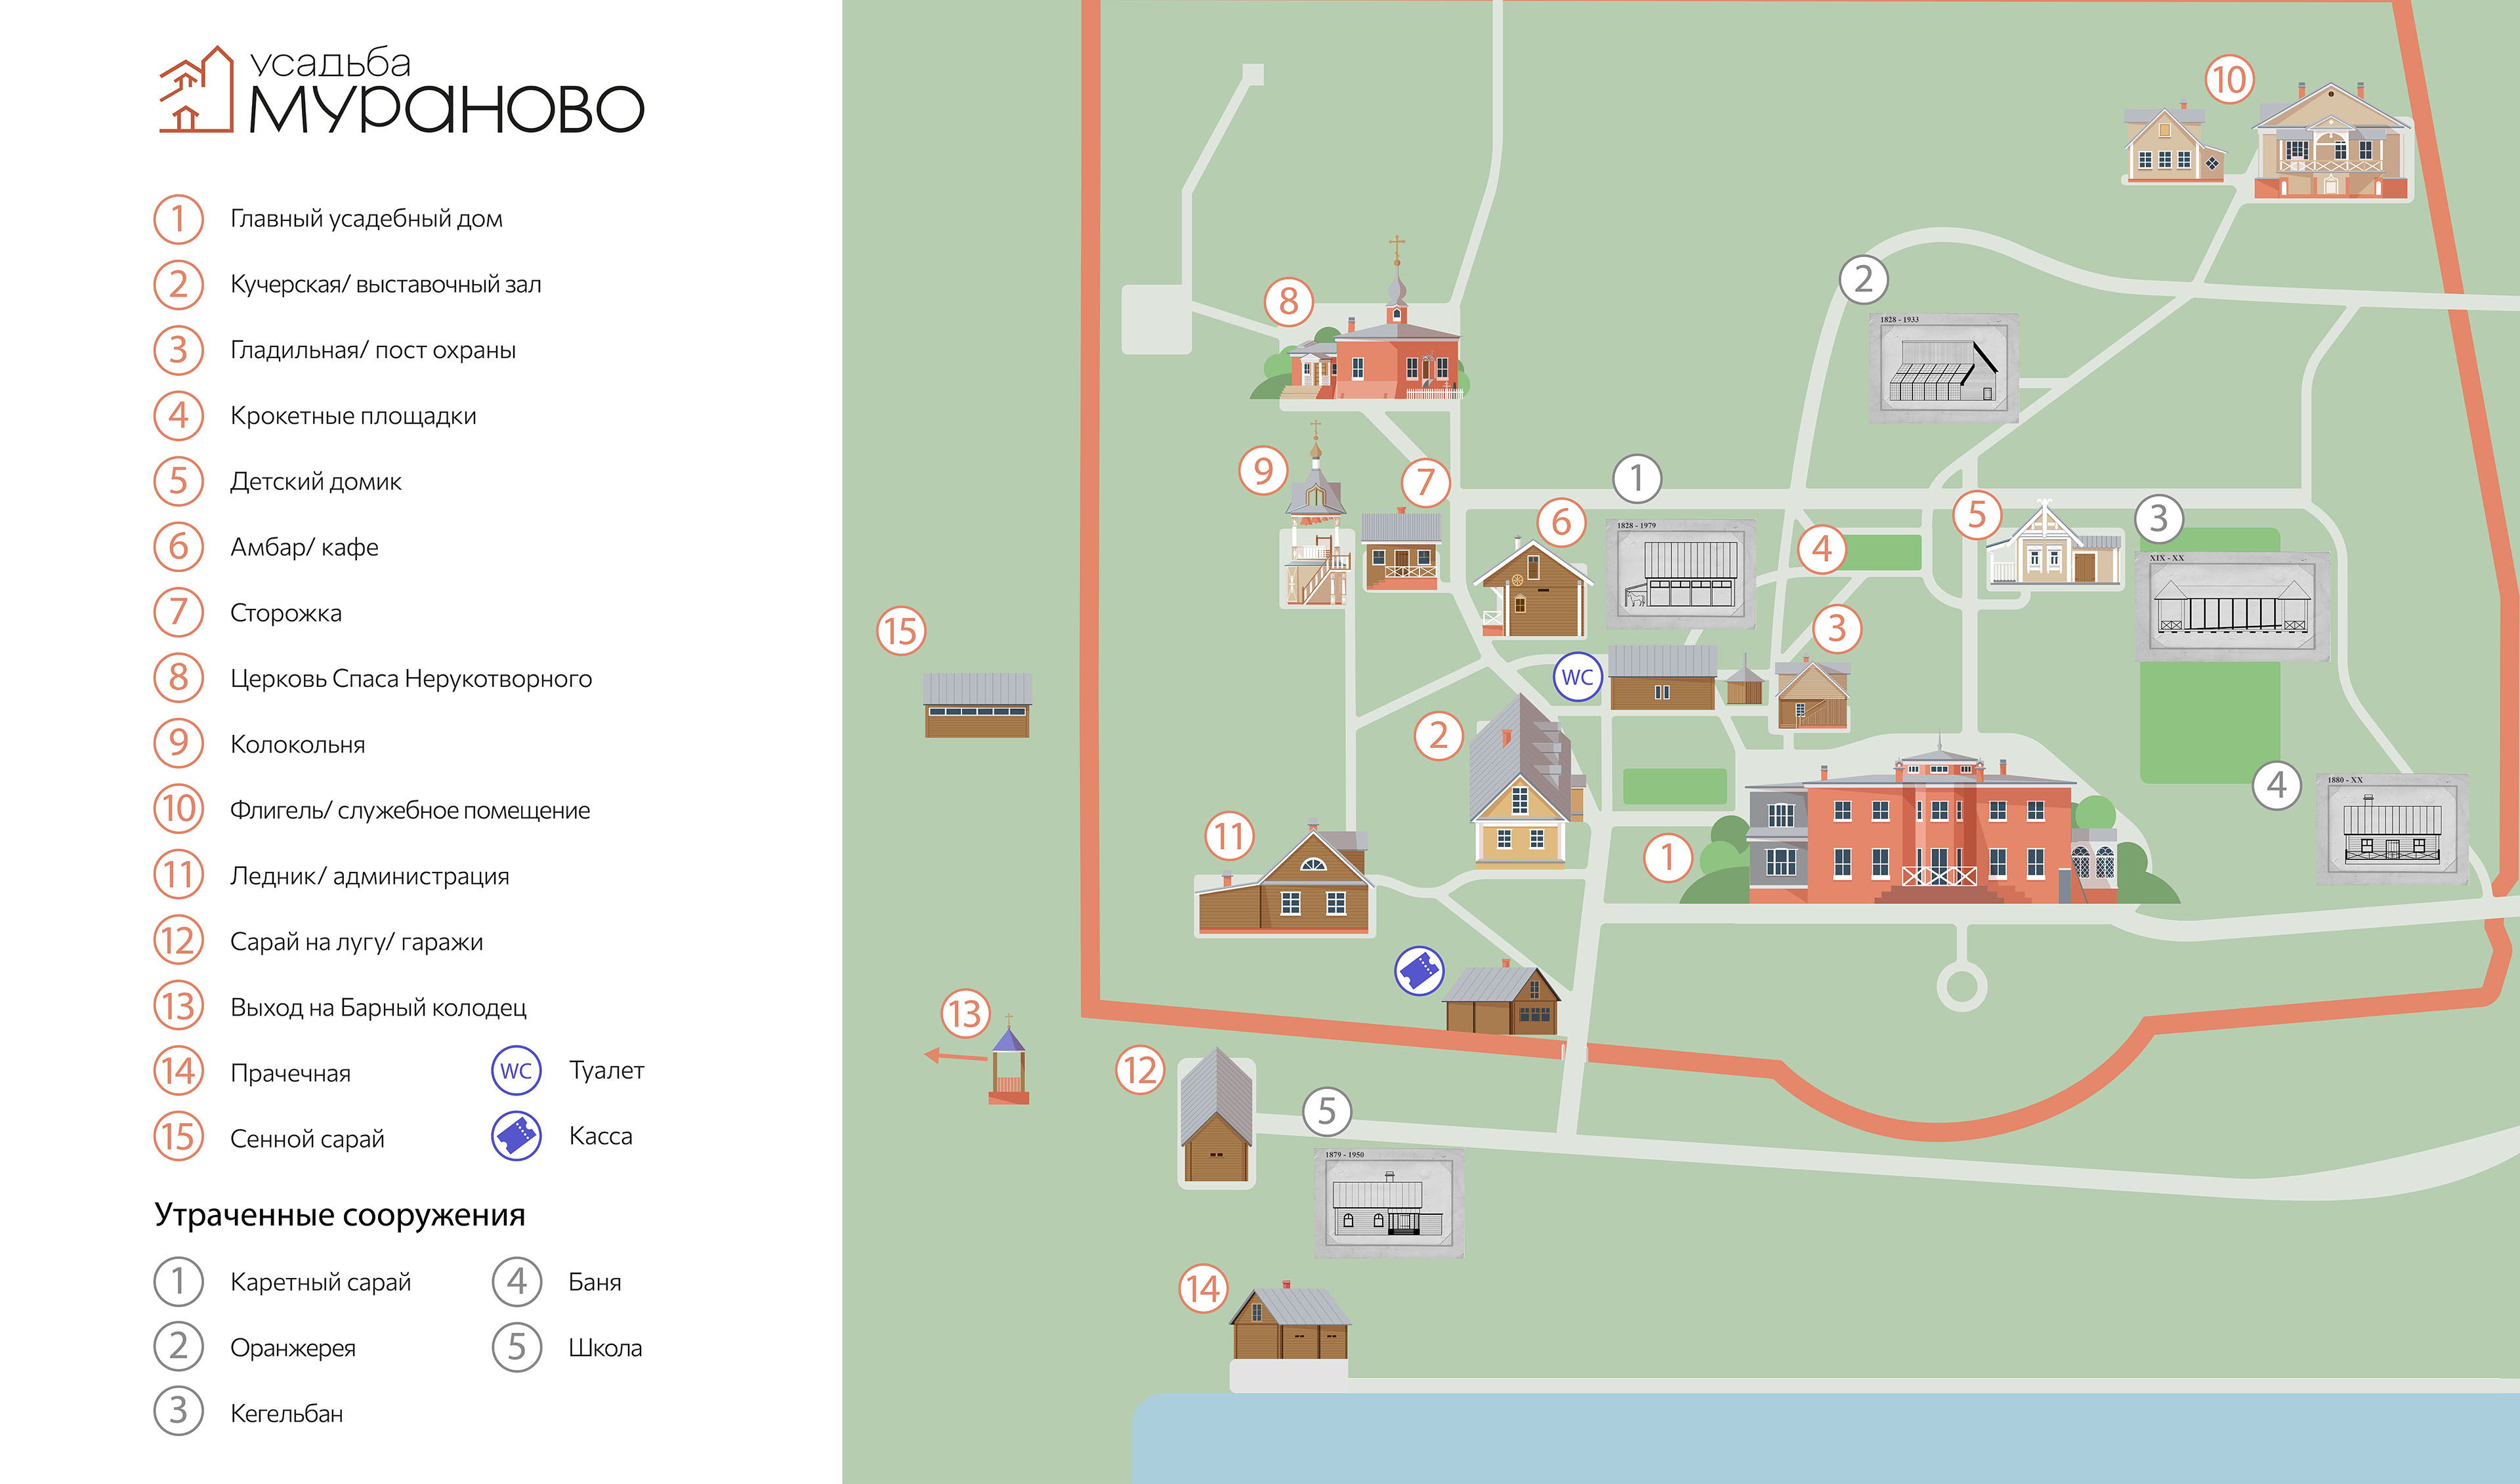 усадьба
мураново
1 Главный усадебный дом
2 Кучерская/ выставочный зал
3 Гладильная/ пост охраны
4 Крокетные площадки
5 Детский домик
6 Амбар/ кафе
7 Сторожка
8 Церковь Спаса Нерукотворного
9 Колокольня
10 Флигель/ служебное помещение
11 Ледник/ администрация
12 Сарай на лугу/ гаражи
13 Выход на Барный колодец
14 Прачечная
15 Сенной сарай
WC Туалет
Касса
Утраченные сооружения
1 Каретный сарай
2 Оранжерея
3 Кегельбан
4 Баня
5 Школа
10
2
1828 - 1933
8
9
7
6
1
1828 - 1979
4
5
3
XIX - XX
15
WC
3
2
4
1880 - XX
11
1
13
12
5
1879 - 1950
14